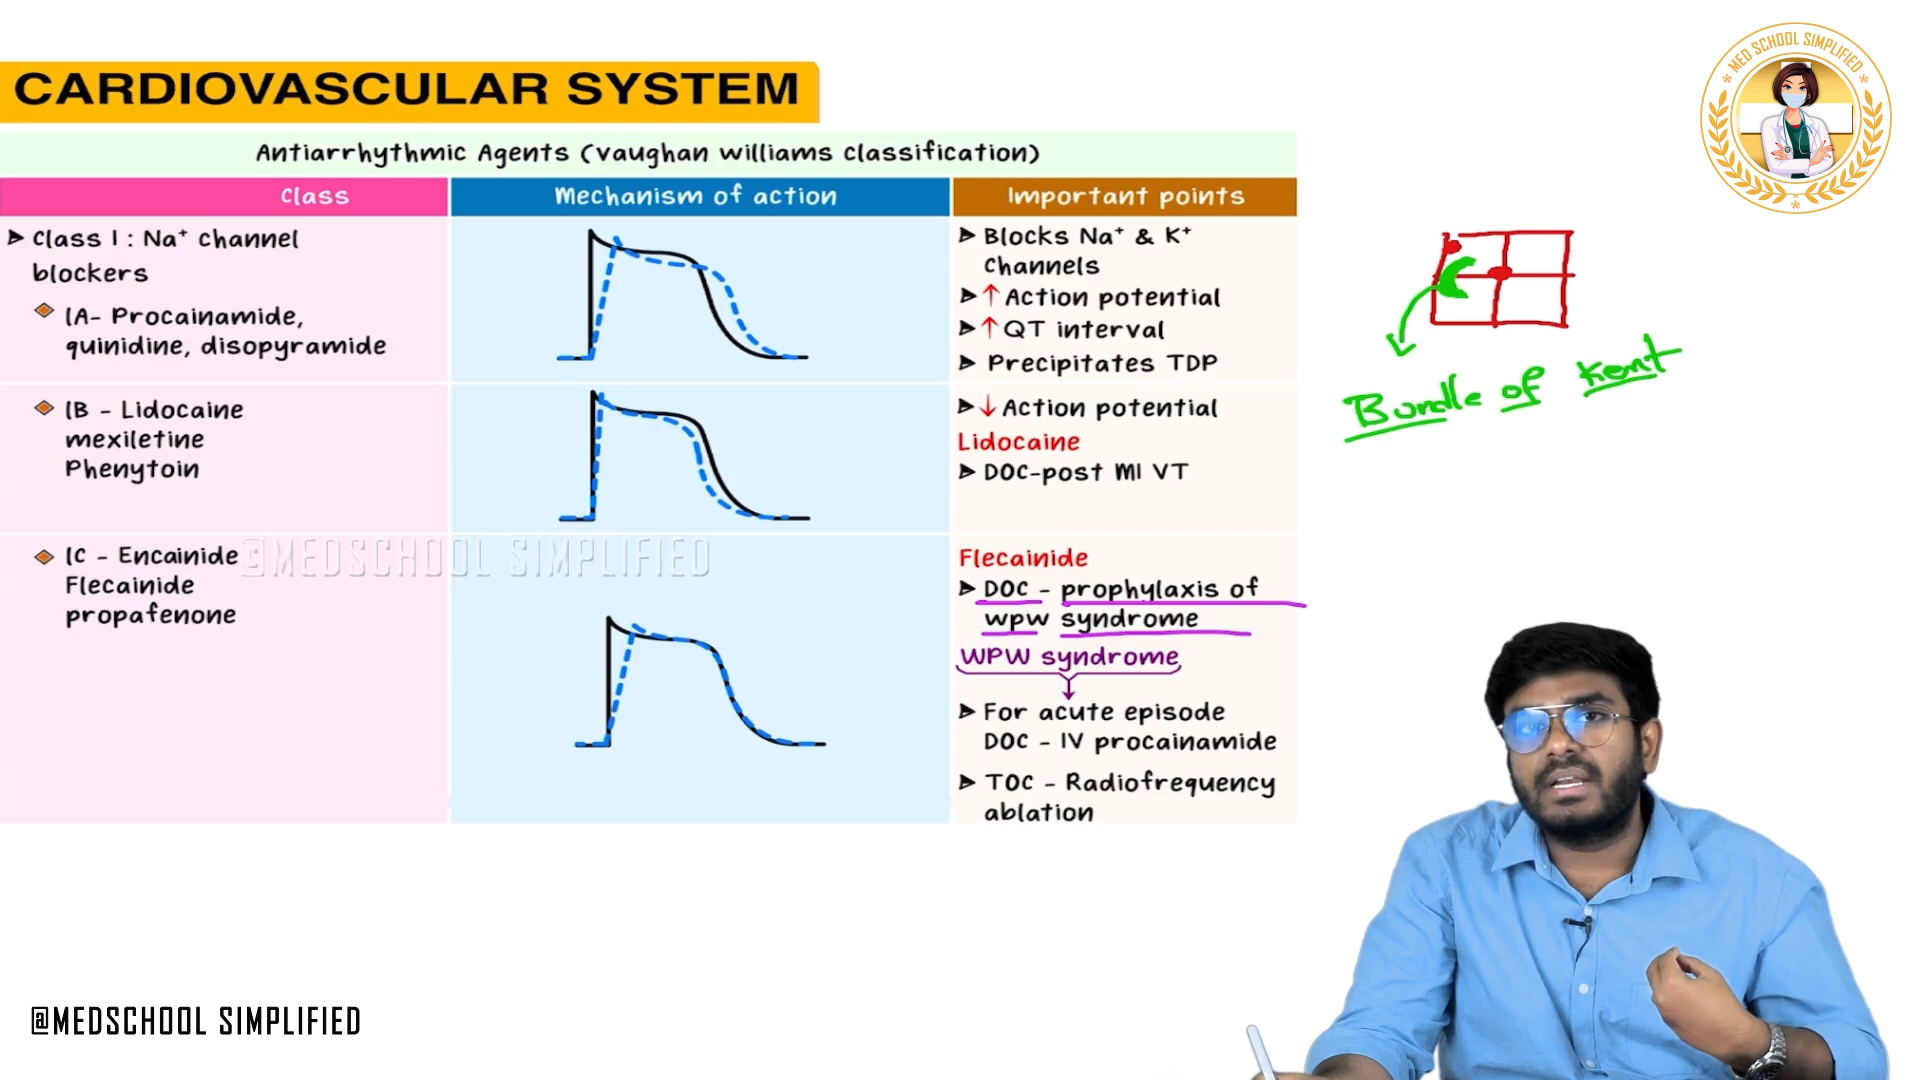 MED SCHOOL SIMPLIFIED
CARDIOVASCULAR SYSTEM
Antiarrhythmic Agents (Vaughan Williams Classification)
Class
Mechanism of action
Important points
Class I : Na⁺ channel
blockers
IA- Procainamide,
quinidine, disopyramide
Blocks Na⁺ & K⁺
Channels
↑ Action potential
↑ QT interval
Precipitates TDP
IB - Lidocaine
mexiletine
Phenytoin
↓ Action potential
Lidocaine
DOC-post MI VT
IC - Encainide
Flecainide
propafenone
Flecainide
DOC - prophylaxis of
wpw syndrome
WPW syndrome
For acute episode
DOC - IV procainamide
TOC - Radiofrequency
ablation
Bundle of Kent
@MEDSCHOOL SIMPLIFIED
@MEDSCHOOL SIMPLIFIED